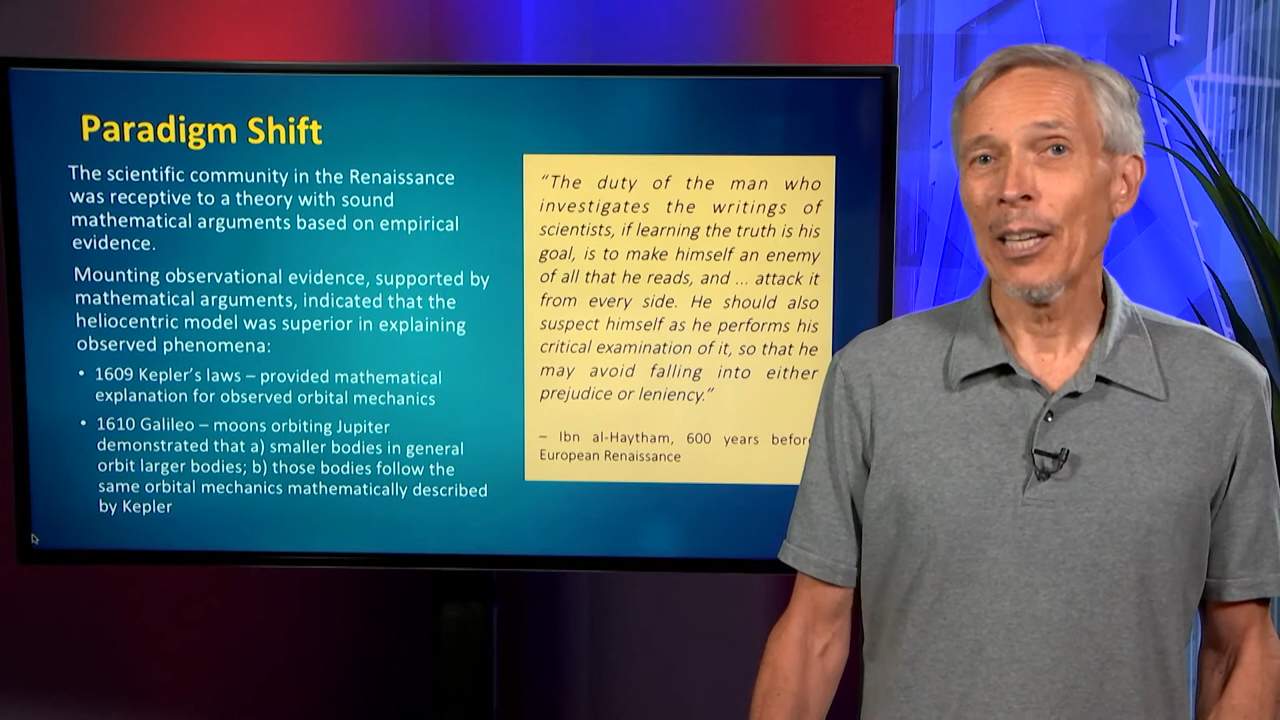 Paradigm Shift
The scientific community in the Renaissance
was receptive to a theory with sound
mathematical arguments based on empirical
evidence.
Mounting observational evidence, supported by
mathematical arguments, indicated that the
heliocentric model was superior in explaining
observed phenomena:
• 1609 Kepler's laws – provided mathematical
explanation for observed orbital mechanics
• 1610 Galileo – moons orbiting Jupiter
demonstrated that a) smaller bodies in general
orbit larger bodies; b) those bodies follow the
same orbital mechanics mathematically described
by Kepler
“The duty of the man who
investigates the writings of
scientists, if learning the truth is his
goal, is to make himself an enemy
of all that he reads, and ... attack it
from every side. He should also
suspect himself as he performs his
critical examination of it, so that he
may avoid falling into either
prejudice or leniency.”
– Ibn al-Haytham, 600 years before
European Renaissance